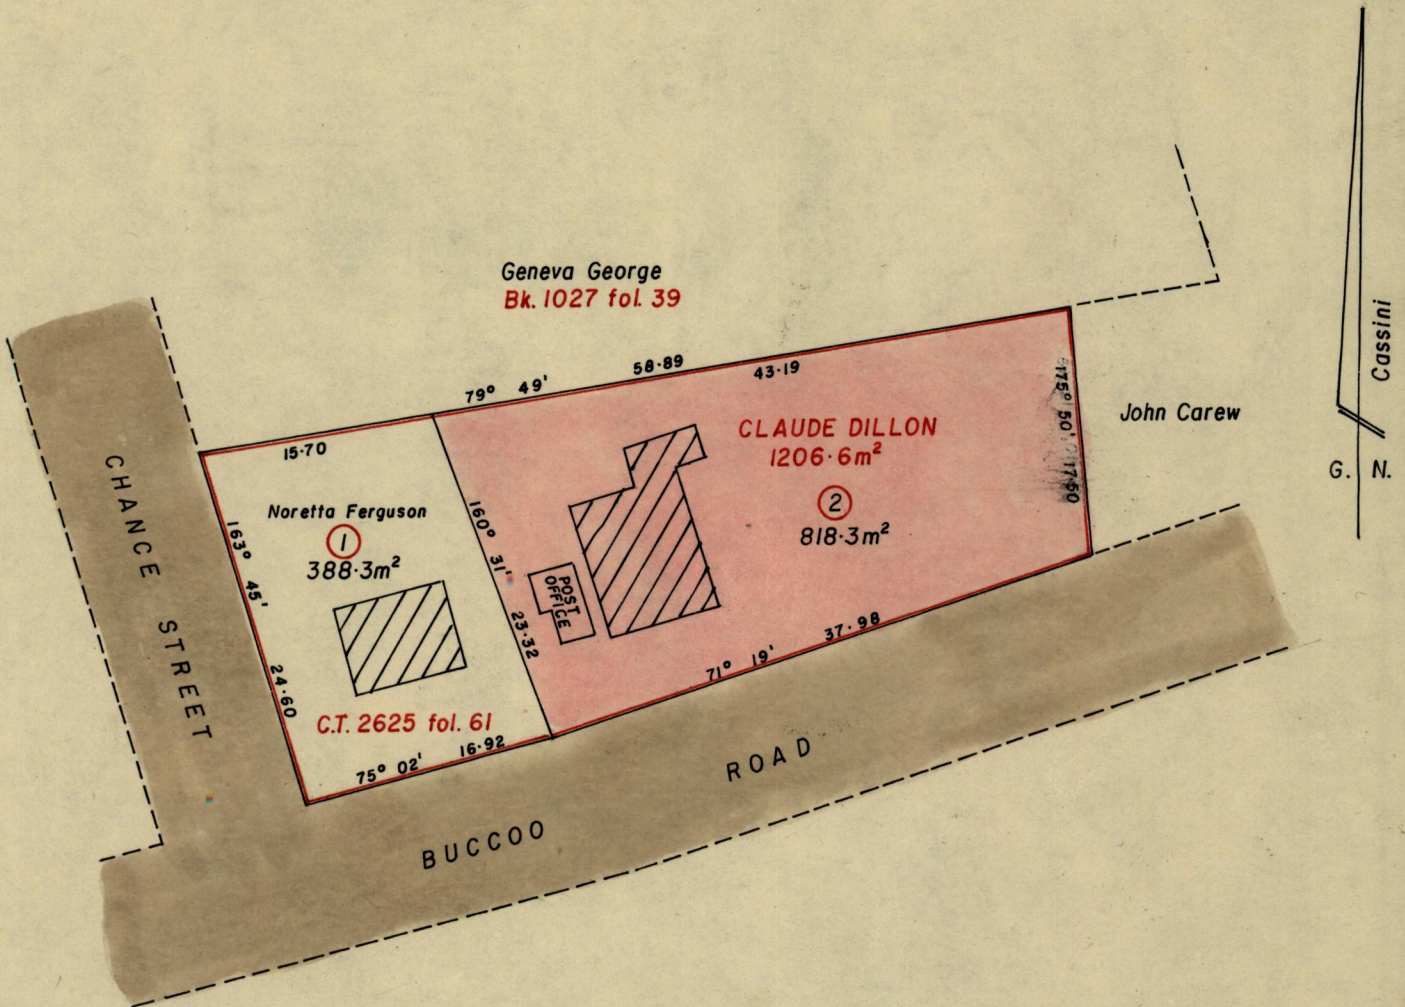 Geneva George
Bk. 1027 fol. 39
Cassini
G. N.
John Carew
58·89
79° 49'
43·19
15·70
CLAUDE DILLON
1206·6m²
2
818·3m²
175° 50'
17·50
Noretta Ferguson
1
388·3m²
160° 31'
23·32
POST
OFFICE
163° 45'
24·60
C.T. 2625 fol. 61
75° 02'
16·92
71° 19'
37·98
CHANCE STREET
BUCCOO ROAD